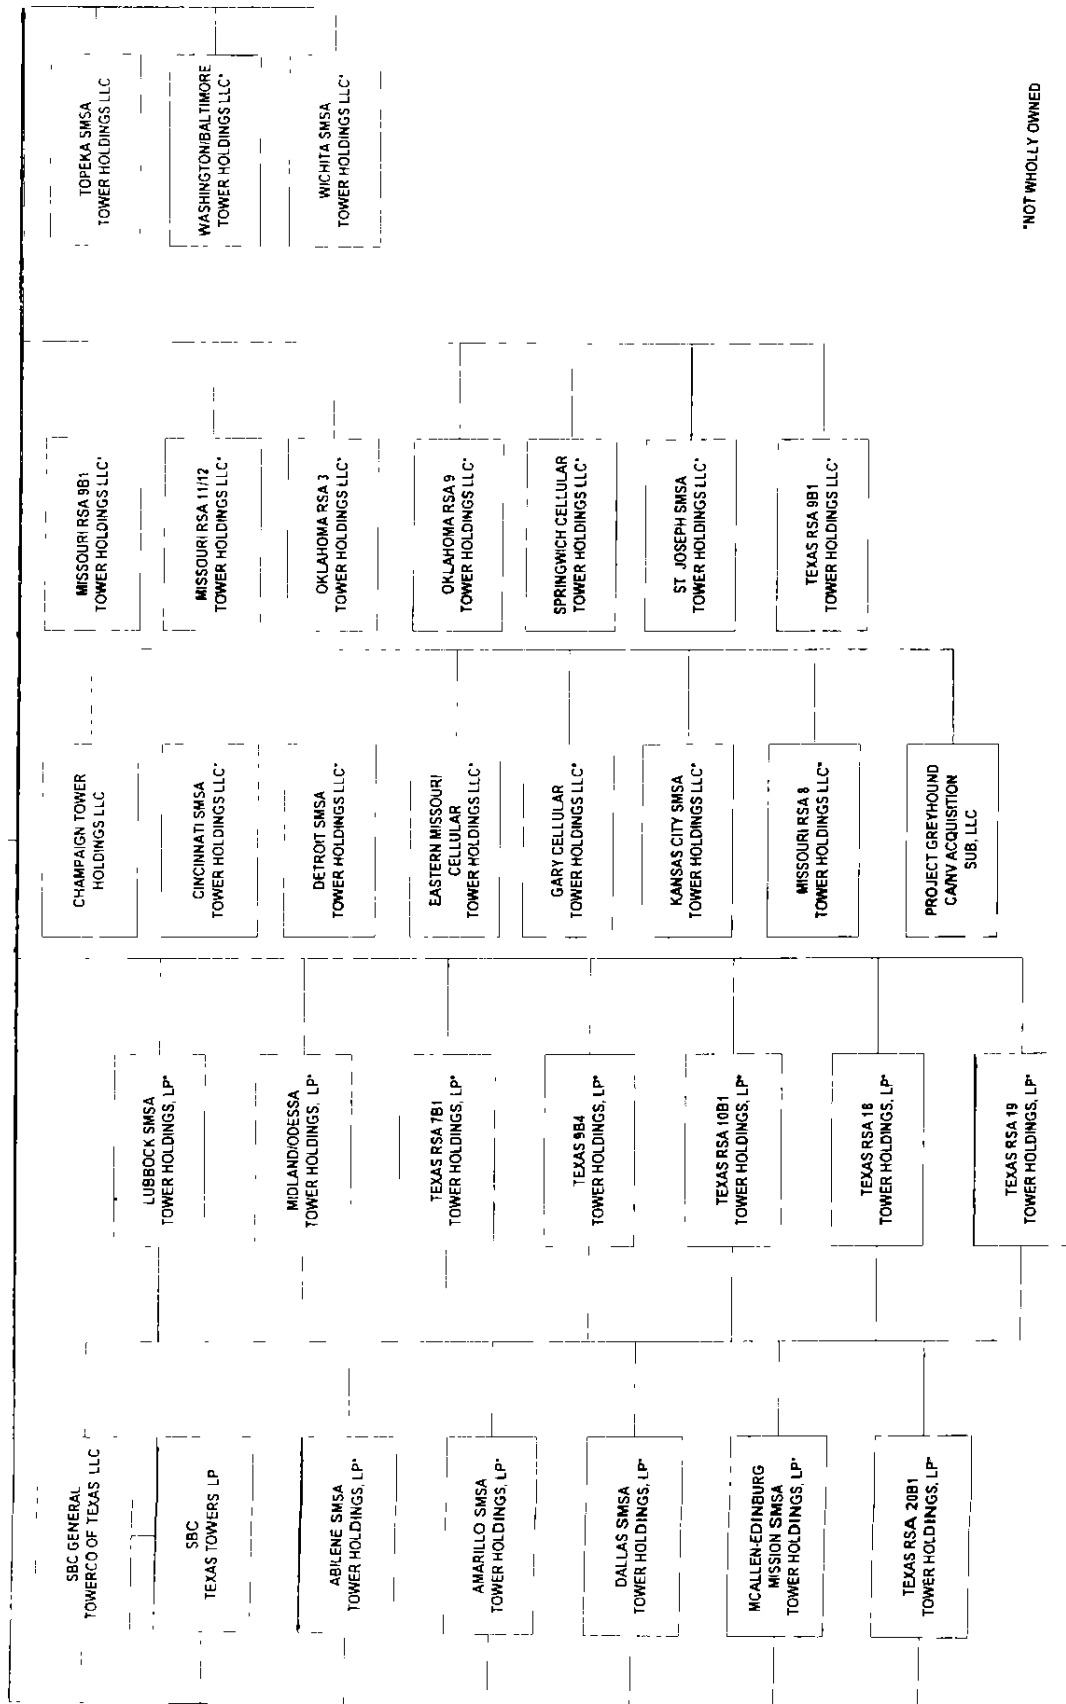 SBC GENERAL
TOWERCO OF TEXAS LLC
SBC
TEXAS TOWERS LP
ABILENE SMSA
TOWER HOLDINGS, LP*
AMARILLO SMSA
TOWER HOLDINGS, LP*
DALLAS SMSA
TOWER HOLDINGS, LP*
MCALLEN-EDINBURG
MISSION SMSA
TOWER HOLDINGS, LP*
TEXAS RSA 20B1
TOWER HOLDINGS, LP*
LUBBOCK SMSA
TOWER HOLDINGS, LP*
MIDLAND/ODESSA
TOWER HOLDINGS, LP*
TEXAS RSA 7B1
TOWER HOLDINGS, LP*
TEXAS 9B4
TOWER HOLDINGS, LP*
TEXAS RSA 10B1
TOWER HOLDINGS, LP*
TEXAS RSA 18
TOWER HOLDINGS, LP*
TEXAS RSA 19
TOWER HOLDINGS, LP*
CHAMPAIGN TOWER
HOLDINGS LLC
CINCINNATI SMSA
TOWER HOLDINGS LLC*
DETROIT SMSA
TOWER HOLDINGS LLC*
EASTERN MISSOURI
CELLULAR
TOWER HOLDINGS LLC*
GARY CELLULAR
TOWER HOLDINGS LLC*
KANSAS CITY SMSA
TOWER HOLDINGS LLC*
MISSOURI RSA 8
TOWER HOLDINGS LLC*
PROJECT GREYHOUND
CA/NV ACQUISITION
SUB, LLC
MISSOURI RSA 9B1
TOWER HOLDINGS LLC*
MISSOURI RSA 11/12
TOWER HOLDINGS LLC*
OKLAHOMA RSA 3
TOWER HOLDINGS LLC*
OKLAHOMA RSA 9
TOWER HOLDINGS LLC*
SPRINGWICH CELLULAR
TOWER HOLDINGS LLC*
ST JOSEPH SMSA
TOWER HOLDINGS LLC*
TEXAS RSA 9B1
TOWER HOLDINGS LLC*
TOPEKA SMSA
TOWER HOLDINGS LLC
WASHINGTON/BALTIMORE
TOWER HOLDINGS LLC*
WICHITA SMSA
TOWER HOLDINGS LLC*
*NOT WHOLLY OWNED